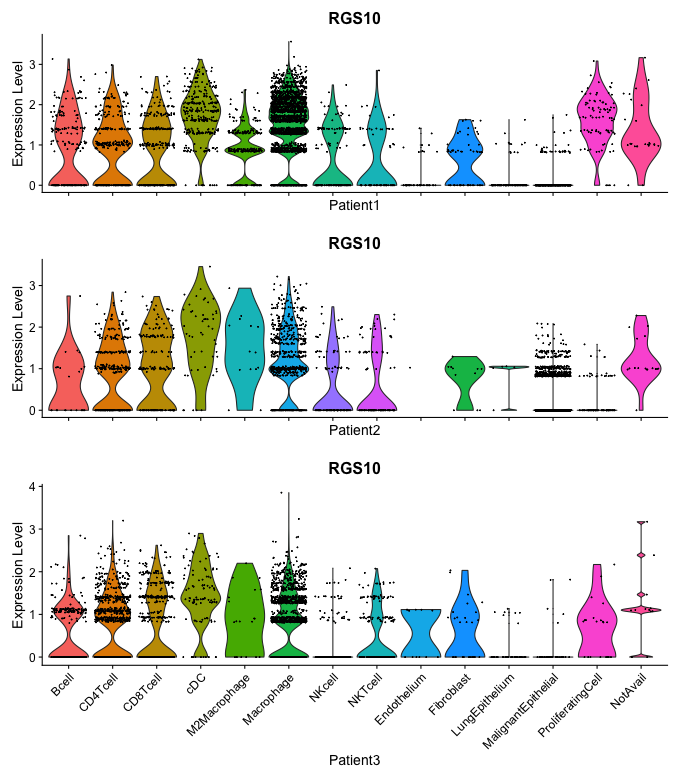 RGS10
Expression Level
3
2
1
0
Patient1
RGS10
Expression Level
3
2
1
0
Patient2
RGS10
Expression Level
4
3
2
1
0
Bcell
CD4Tcell
CD8Tcell
cDC
M2Macrophage
Macrophage
NKcell
NKTcell
Endothelium
Fibroblast
LungEpithelium
MalignantEpithelial
ProliferatingCell
NotAvail
Patient3